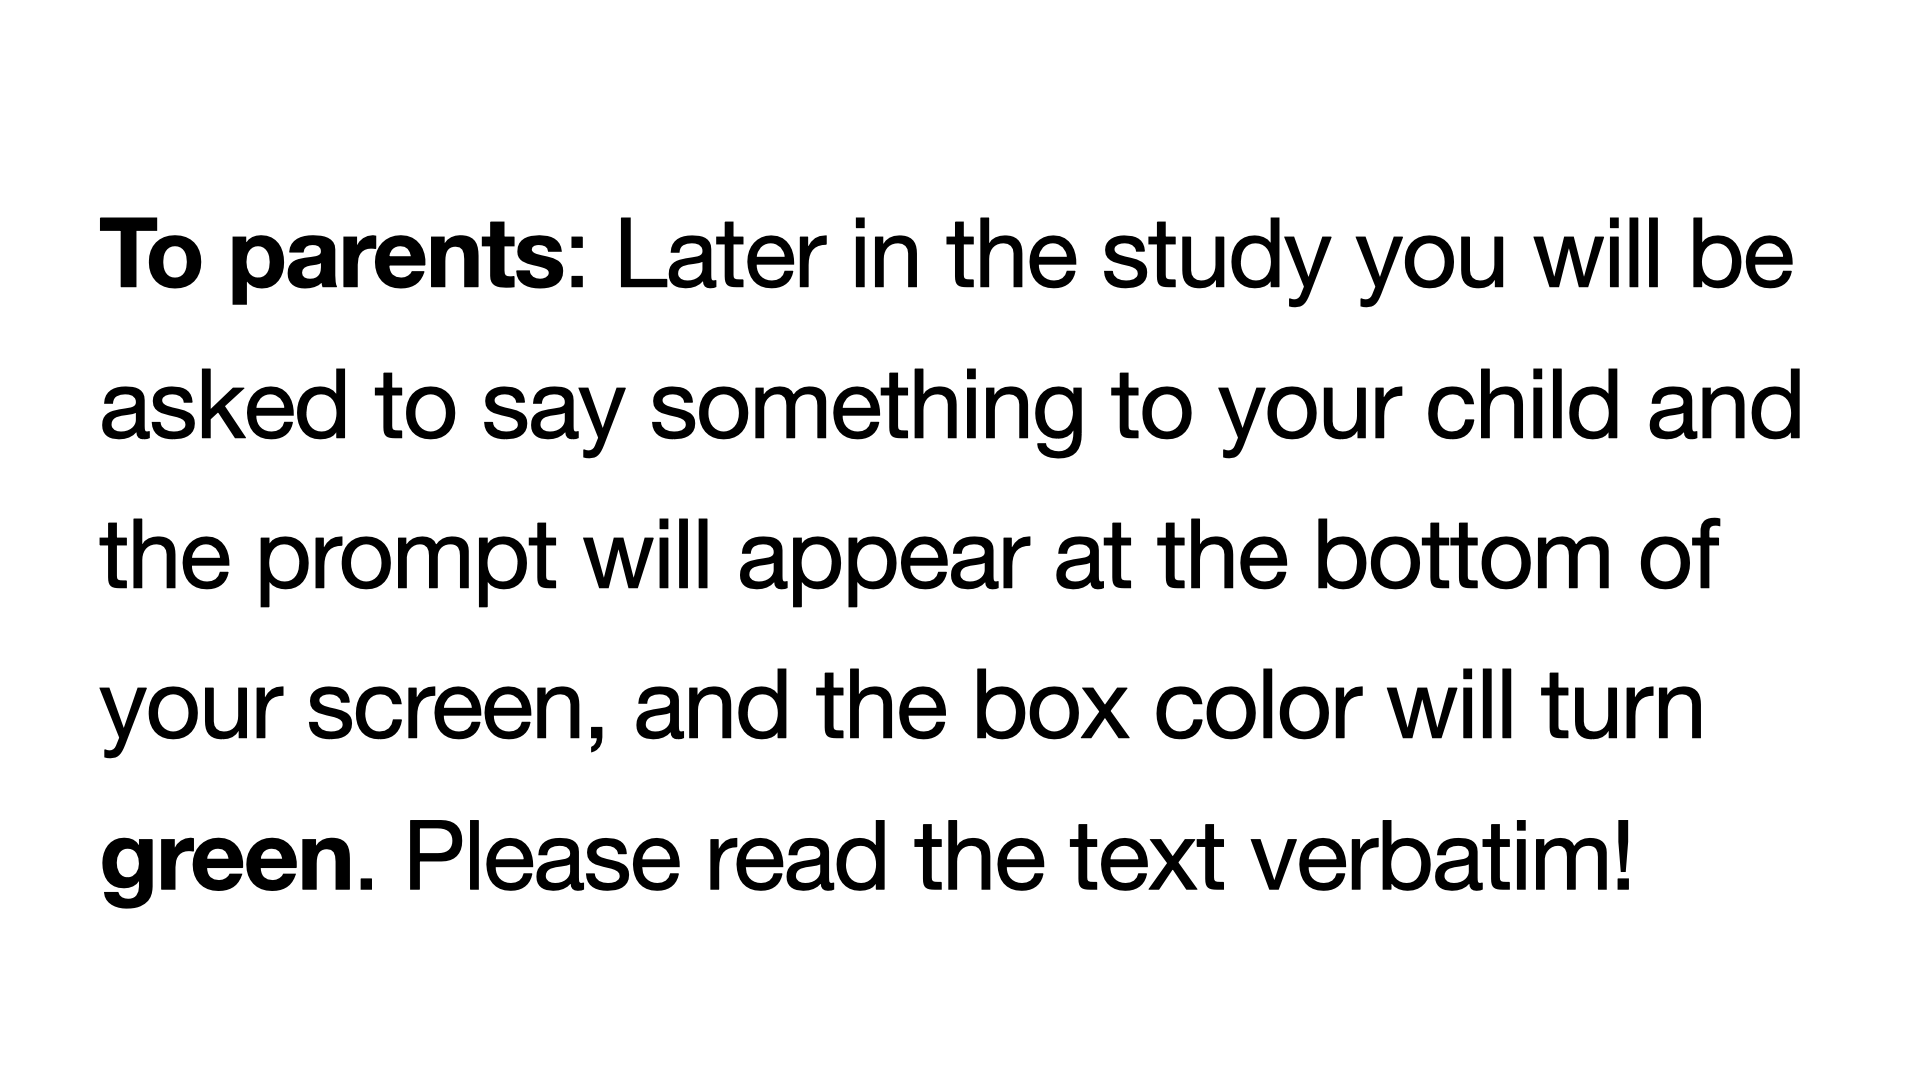 To parents: Later in the study you will be
asked to say something to your child and
the prompt will appear at the bottom of
your screen, and the box color will turn
green. Please read the text verbatim!